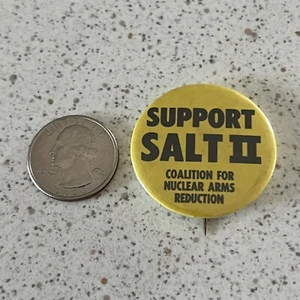 SUPPORT
SALT II
COALITION FOR
NUCLEAR ARMS
REDUCTION